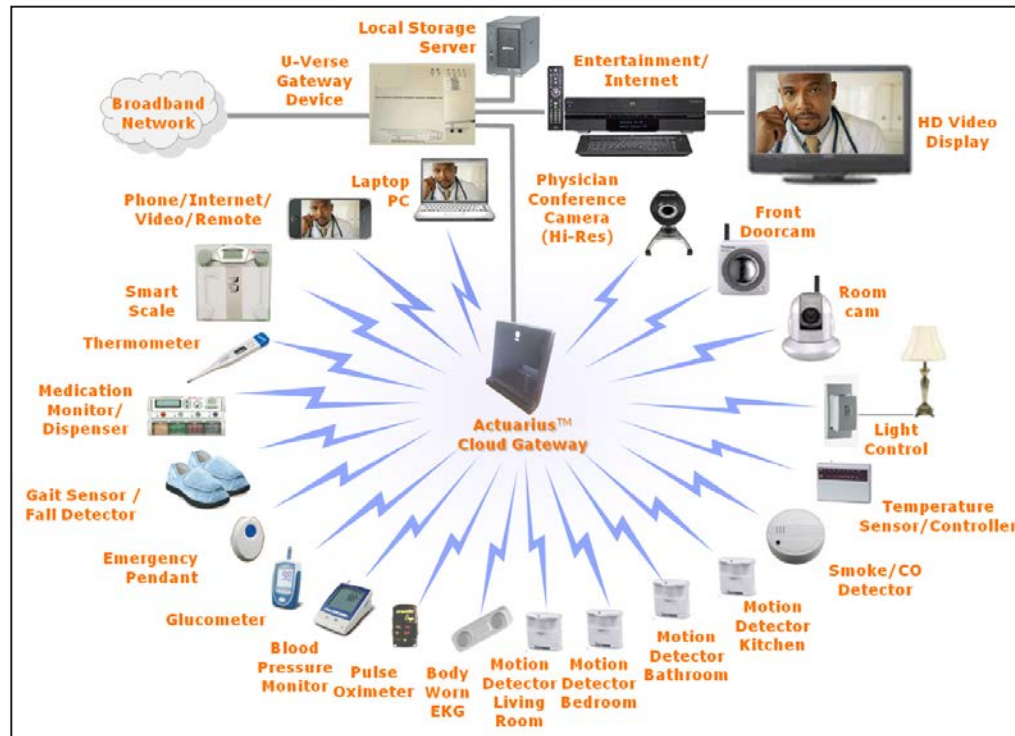 Local Storage
Server
U-Verse
Gateway
Device
Entertainment/
Internet
Broadband
Network
HD Video
Display
Laptop
PC
Physician
Conference
Camera
(Hi-Res)
Phone/Internet/
Video/Remote
Front
Doorcam
Smart
Scale
Room
cam
Thermometer
Medication
Monitor/
Dispenser
Actuarius™
Cloud Gateway
Light
Control
Gait Sensor /
Fall Detector
Temperature
Sensor/Controller
Emergency
Pendant
Smoke/CO
Detector
Glucometer
Blood
Pressure
Monitor
Pulse
Oximeter
Body
Worn
EKG
Motion
Detector
Living
Room
Motion
Detector
Bedroom
Motion
Detector
Bathroom
Motion
Detector
Kitchen